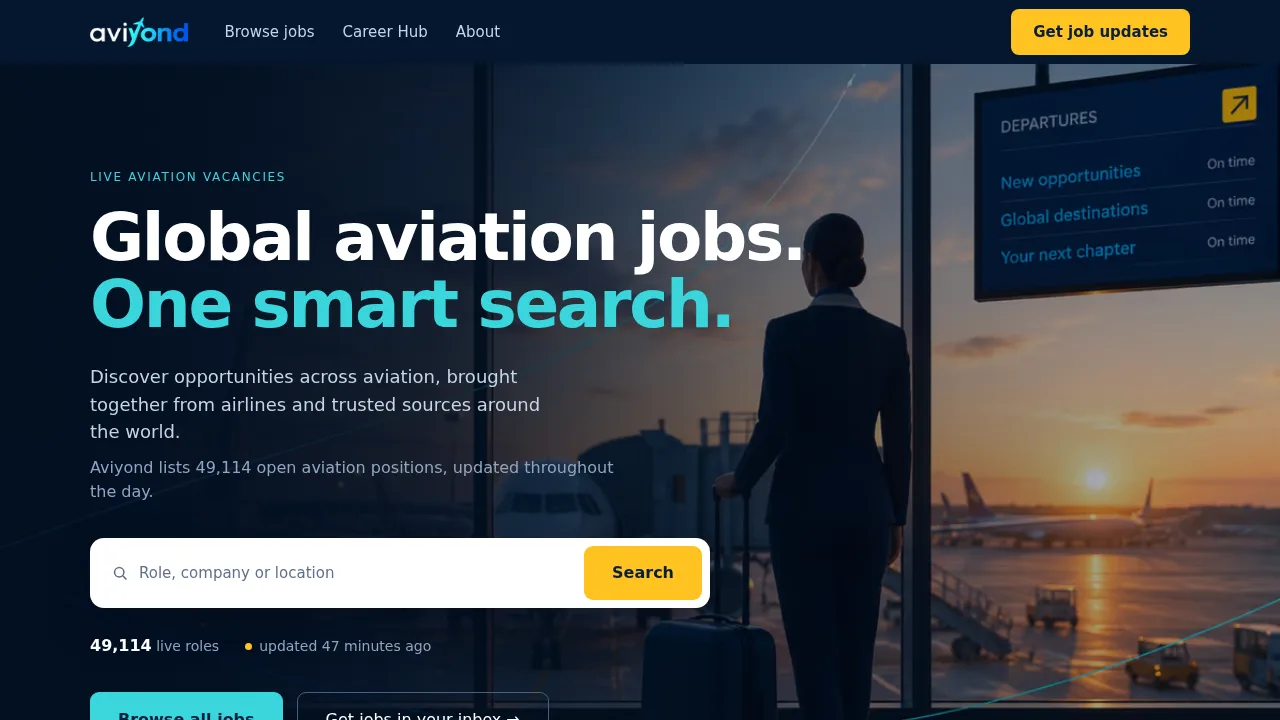 aviyond
Browse jobs
Career Hub
About
Get job updates
DEPARTURES
New opportunities On time
Global destinations On time
Your next chapter On time
LIVE AVIATION VACANCIES
Global aviation jobs.
One smart search.
Discover opportunities across aviation, brought
together from airlines and trusted sources around
the world.
Aviyond lists 49,114 open aviation positions, updated throughout
the day.
Role, company or location
Search
49,114 live roles
updated 47 minutes ago
Browse all jobs
Get jobs in your inbox →